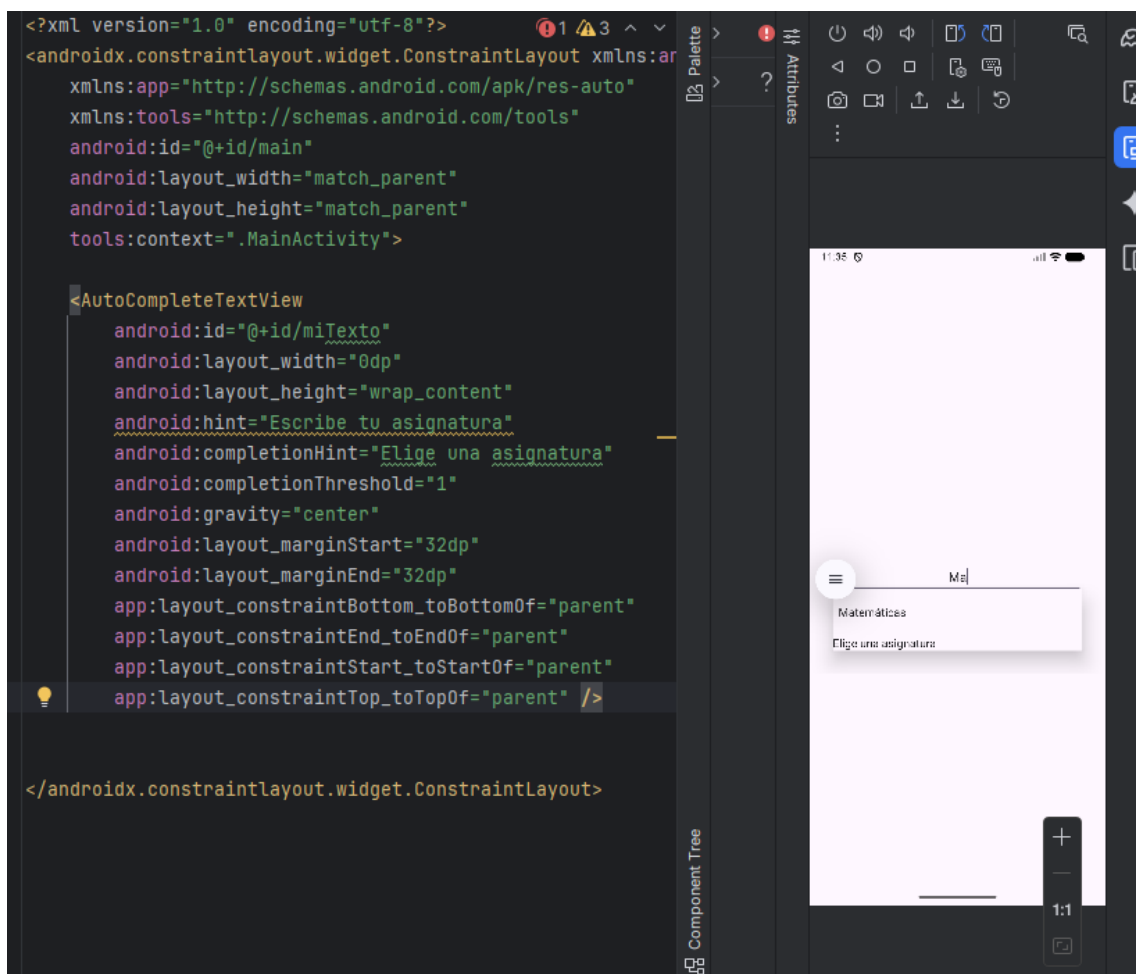 <?xml version="1.0" encoding="utf-8"?>
1 3
<androidx.constraintlayout.widget.ConstraintLayout xmlns:ar
xmlns:app="http://schemas.android.com/apk/res-auto"
xmlns:tools="http://schemas.android.com/tools"
android:id="@+id/main"
android:layout_width="match_parent"
android:layout_height="match_parent"
tools:context=".MainActivity">
<AutoCompleteTextView
android:id="@+id/miTexto"
android:layout_width="0dp"
android:layout_height="wrap_content"
android:hint="Escribe tu asignatura"
android:completionHint="Elige una asignatura"
android:completionThreshold="1"
android:gravity="center"
android:layout_marginStart="32dp"
android:layout_marginEnd="32dp"
app:layout_constraintBottom_toBottomOf="parent"
app:layout_constraintEnd_toEndOf="parent"
app:layout_constraintStart_toStartOf="parent"
app:layout_constraintTop_toTopOf="parent" />
</androidx.constraintlayout.widget.ConstraintLayout>
Palette
Component Tree
Attributes
11:35
Ma
Matemáticas
Elige una asignatura
1:1